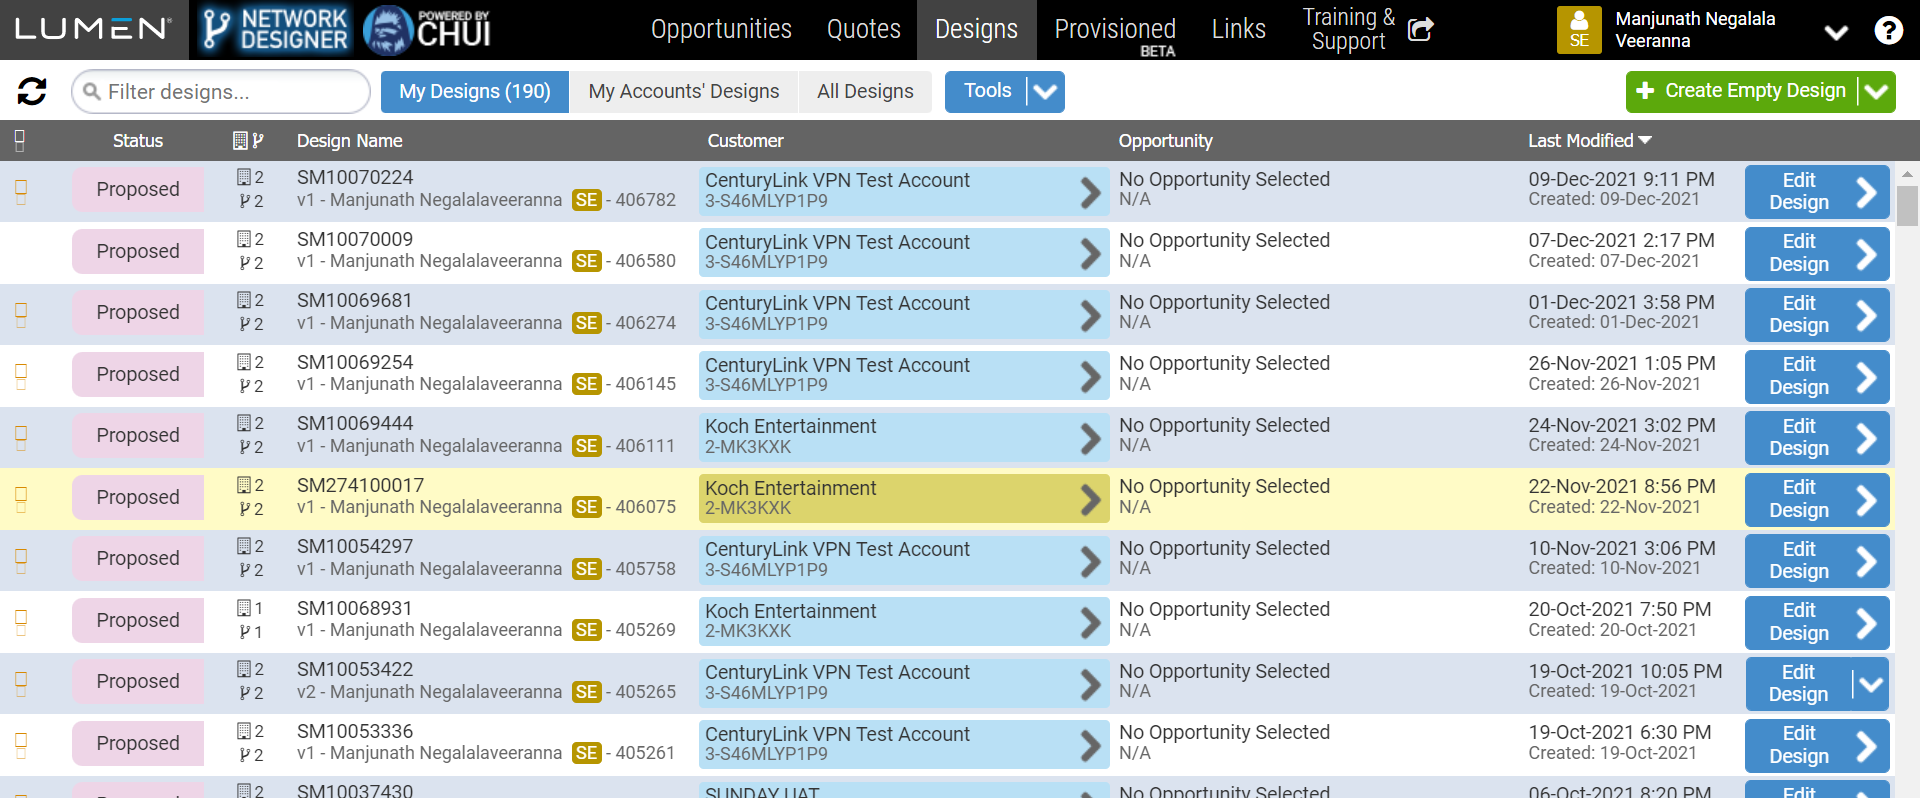 LUMEN®
NETWORK DESIGNER
POWERED BY CHUI
Opportunities Quotes Designs Provisioned BETA Links Training & Support
SE Manjunath Negalala Veeranna
Filter designs...
My Designs (190) My Accounts' Designs All Designs Tools
Create Empty Design
Status Design Name Customer Opportunity Last Modified
Proposed 2 SM10070224 CenturyLink VPN Test Account No Opportunity Selected 09-Dec-2021 9:11 PM Edit Design
2 v1 - Manjunath Negalalaveeranna SE - 406782 3-S46MLYP1P9 N/A Created: 09-Dec-2021
Proposed 2 SM10070009 CenturyLink VPN Test Account No Opportunity Selected 07-Dec-2021 2:17 PM Edit Design
2 v1 - Manjunath Negalalaveeranna SE - 406580 3-S46MLYP1P9 N/A Created: 07-Dec-2021
Proposed 2 SM10069681 CenturyLink VPN Test Account No Opportunity Selected 01-Dec-2021 3:58 PM Edit Design
2 v1 - Manjunath Negalalaveeranna SE - 406274 3-S46MLYP1P9 N/A Created: 01-Dec-2021
Proposed 2 SM10069254 CenturyLink VPN Test Account No Opportunity Selected 26-Nov-2021 1:05 PM Edit Design
2 v1 - Manjunath Negalalaveeranna SE - 406145 3-S46MLYP1P9 N/A Created: 26-Nov-2021
Proposed 2 SM10069444 Koch Entertainment No Opportunity Selected 24-Nov-2021 3:02 PM Edit Design
2 v1 - Manjunath Negalalaveeranna SE - 406111 2-MK3KXK N/A Created: 24-Nov-2021
Proposed 2 SM274100017 Koch Entertainment No Opportunity Selected 22-Nov-2021 8:56 PM Edit Design
2 v1 - Manjunath Negalalaveeranna SE - 406075 2-MK3KXK N/A Created: 22-Nov-2021
Proposed 2 SM10054297 CenturyLink VPN Test Account No Opportunity Selected 10-Nov-2021 3:06 PM Edit Design
2 v1 - Manjunath Negalalaveeranna SE - 405758 3-S46MLYP1P9 N/A Created: 10-Nov-2021
Proposed 1 SM10068931 Koch Entertainment No Opportunity Selected 20-Oct-2021 7:50 PM Edit Design
1 v1 - Manjunath Negalalaveeranna SE - 405269 2-MK3KXK N/A Created: 20-Oct-2021
Proposed 2 SM10053422 CenturyLink VPN Test Account No Opportunity Selected 19-Oct-2021 10:05 PM Edit Design
2 v2 - Manjunath Negalalaveeranna SE - 405265 3-S46MLYP1P9 N/A Created: 19-Oct-2021
Proposed 2 SM10053336 CenturyLink VPN Test Account No Opportunity Selected 19-Oct-2021 6:30 PM Edit Design
2 v1 - Manjunath Negalalaveeranna SE - 405261 3-S46MLYP1P9 N/A Created: 19-Oct-2021
Proposed 2 SM10037430 SUNDAY UAT No Opportunity Selected 06-Oct-2021 8:20 PM Edit